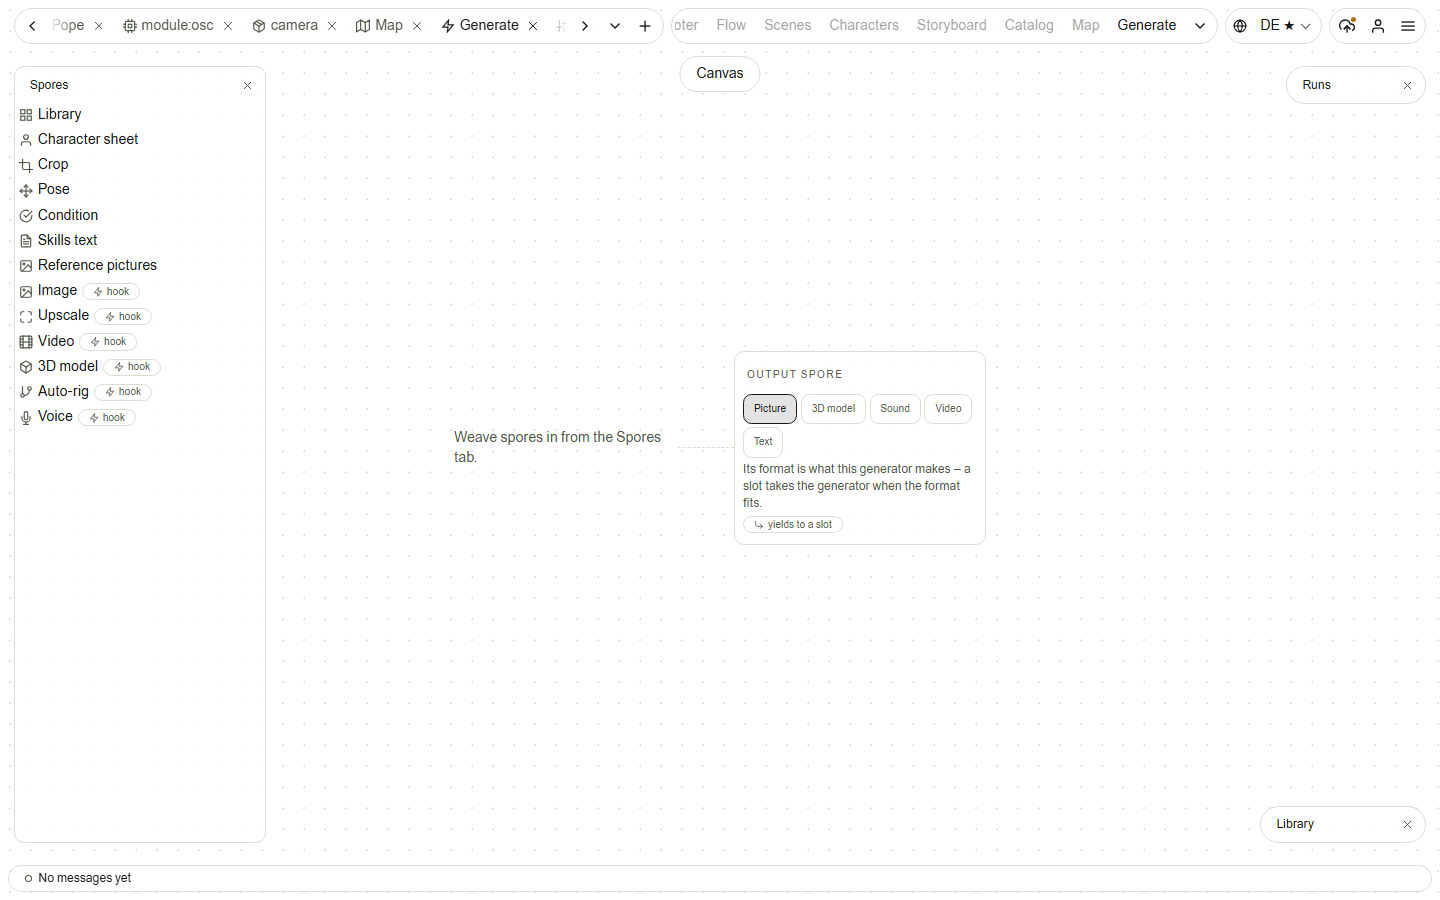 Pope
module:osc
camera
Map
Generate
oter
Flow
Scenes
Characters
Storyboard
Catalog
Map
Generate
DE ★
Canvas
Spores
Runs
Library
Character sheet
Crop
Pose
Condition
Skills text
Reference pictures
Image hook
Upscale hook
Video hook
3D model hook
Auto-rig hook
Voice hook
Weave spores in from the Spores
tab.
OUTPUT SPORE
Picture 3D model Sound Video
Text
Its format is what this generator makes – a
slot takes the generator when the format
fits.
yields to a slot
Library
No messages yet